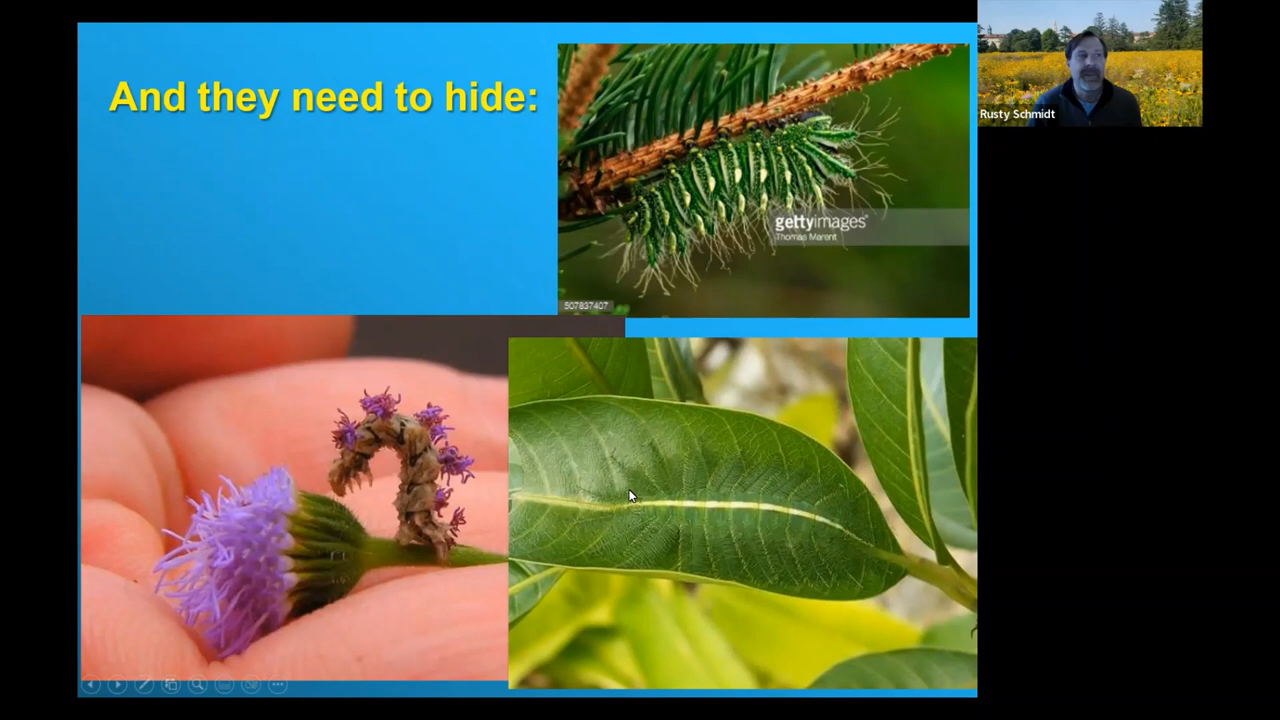 And they need to hide:
gettyimages®
Thomas Marent
507837407
Rusty Schmidt